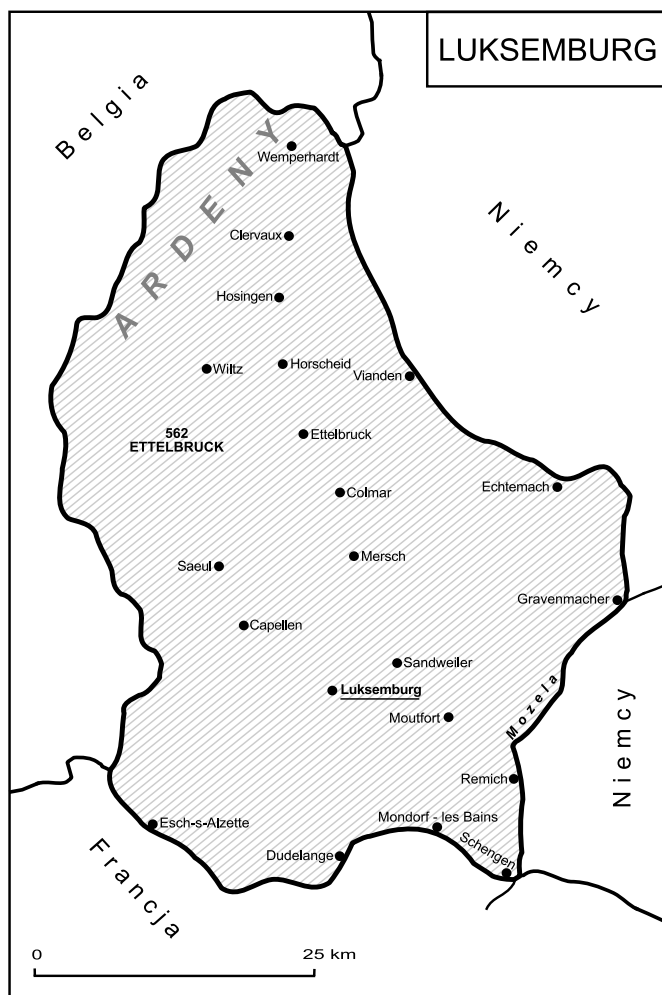 LUKSEMBURG
Belgia
ARDENY
Wemperhardt
Niemcy
Clervaux
Hosingen
Horscheid
Wiltz
Vianden
562
ETTELBRUCK
Ettelbruck
Echtemach
Colmar
Mersch
Saeul
Gravenmacher
Capellen
Sandweiler
Luksemburg
Mozela
Moutfort
Niemcy
Remich
Mondorf - les Bains
Esch-s-Alzette
Schengen
Dudelange
Francja
0 25 km